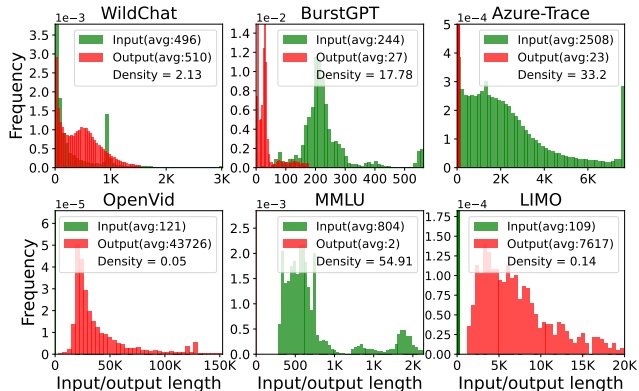 WildChat
1e−3
Input(avg:496)
Output(avg:510)
Density = 2.13
Frequency
3.5
3.0
2.5
2.0
1.5
1.0
0.5
0.0
0 1K 2K 3K
BurstGPT
1e−2
Input(avg:244)
Output(avg:27)
Density = 17.78
1.4
1.2
1.0
0.8
0.6
0.4
0.2
0.0
0 100 200 300 400 500
Azure-Trace
1e−4
Input(avg:2508)
Output(avg:23)
Density = 33.2
5
4
3
2
1
0
0 2K 4K 6K
OpenVid
1e−5
Input(avg:121)
Output(avg:43726)
Density = 0.05
Frequency
6
5
4
3
2
1
0
0 50K 100K 150K
Input/output length
MMLU
1e−3
Input(avg:804)
Output(avg:2)
Density = 54.91
3.0
2.5
2.0
1.5
1.0
0.5
0.0
0 500 1K 2K
Input/output length
LIMO
1e−4
Input(avg:109)
Output(avg:7617)
Density = 0.14
1.75
1.50
1.25
1.00
0.75
0.50
0.25
0.00
0 5K 10K 15K 20K
Input/output length